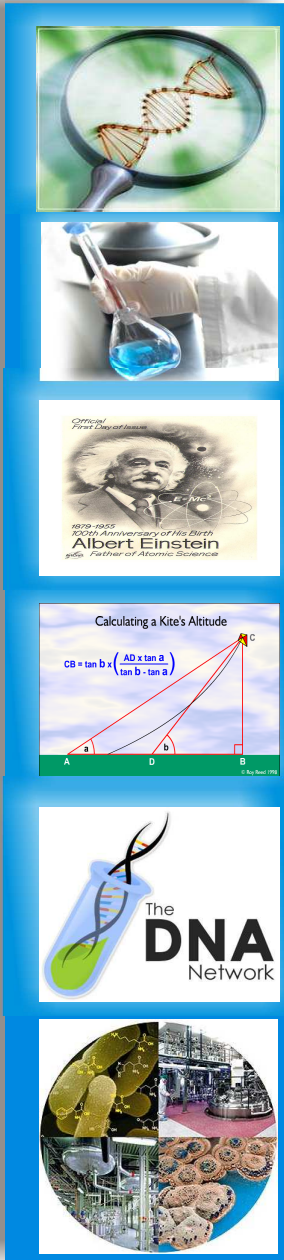 Official
First Day of Issue
E=MC²
1879-1955
100th Anniversary of His Birth
Albert Einstein
Father of Atomic Science
Calculating a Kite's Altitude
C
CB = tan b x ( AD x tan a / tan b - tan a )
a
b
A
D
B
© Roy Reed 1998
The
DNA
Network